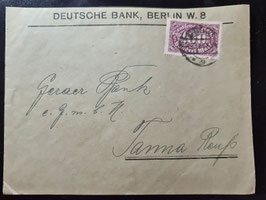 DEUTSCHE BANK, BERLIN W. 8
Geraer Bank
e. G. m. b. H.
Tanna Reuß